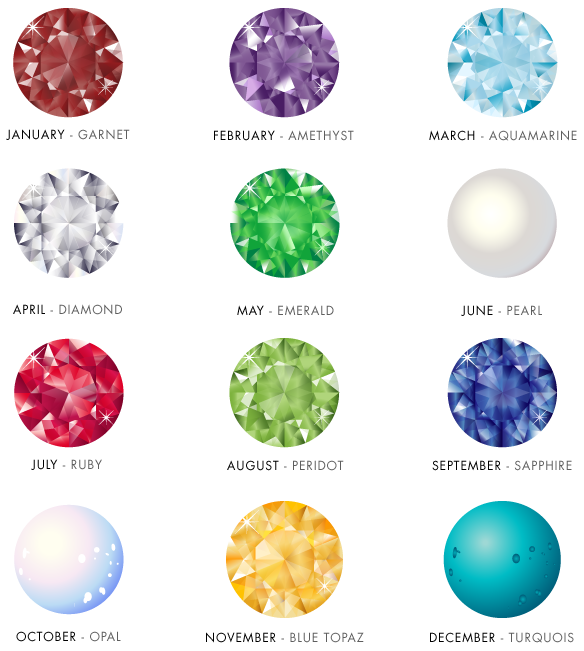 JANUARY - GARNET
FEBRUARY - AMETHYST
MARCH - AQUAMARINE
APRIL - DIAMOND
MAY - EMERALD
JUNE - PEARL
JULY - RUBY
AUGUST - PERIDOT
SEPTEMBER - SAPPHIRE
OCTOBER - OPAL
NOVEMBER - BLUE TOPAZ
DECEMBER - TURQUOIS